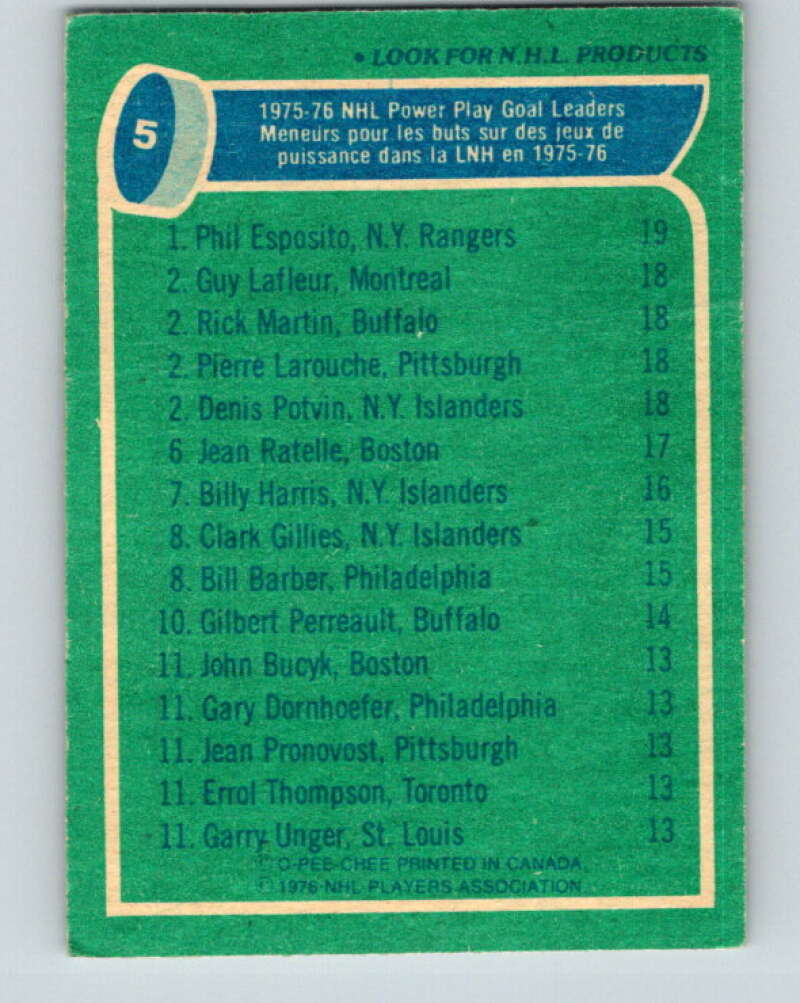 • LOOK FOR N.H.L. PRODUCTS
5
1975-76 NHL Power Play Goal Leaders
Meneurs pour les buts sur des jeux de
puissance dans la LNH en 1975-76
1. Phil Esposito, N.Y. Rangers 19
2. Guy Lafleur, Montreal 18
2. Rick Martin, Buffalo 18
2. Pierre Larouche, Pittsburgh 18
2. Denis Potvin, N.Y. Islanders 18
6. Jean Ratelle, Boston 17
7. Billy Harris, N.Y. Islanders 16
8. Clark Gillies, N.Y. Islanders 15
8. Bill Barber, Philadelphia 15
10. Gilbert Perreault, Buffalo 14
11. John Bucyk, Boston 13
11. Gary Dornhoefer, Philadelphia 13
11. Jean Pronovost, Pittsburgh 13
11. Errol Thompson, Toronto 13
11. Garry Unger, St. Louis 13
© O-PEE-CHEE PRINTED IN CANADA
© 1976 NHL PLAYERS ASSOCIATION